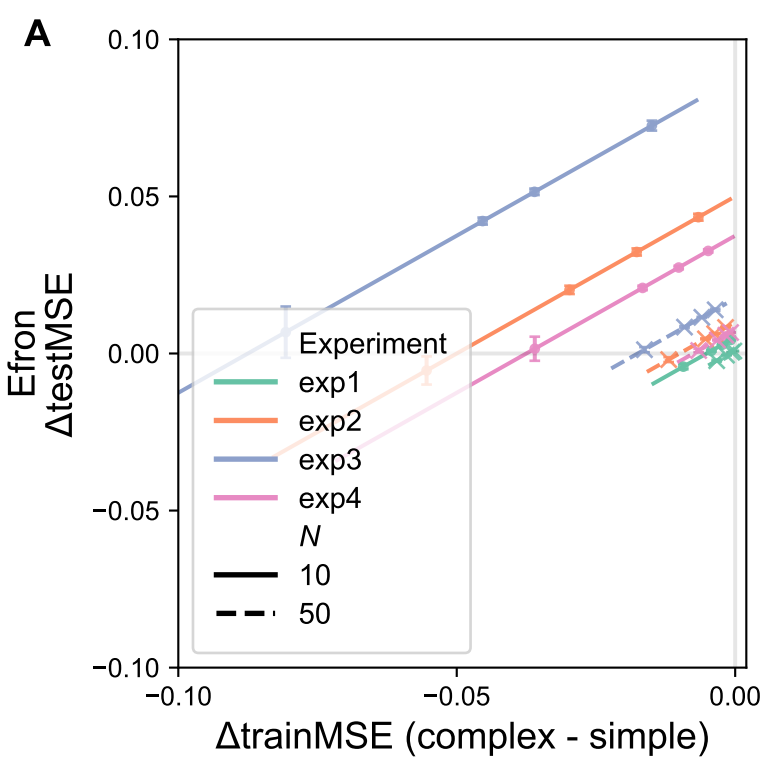 A
0.10
0.05
0.00
−0.05
−0.10
Efron
ΔtestMSE
Experiment
exp1
exp2
exp3
exp4
N
10
50
−0.10
−0.05
0.00
ΔtrainMSE (complex - simple)